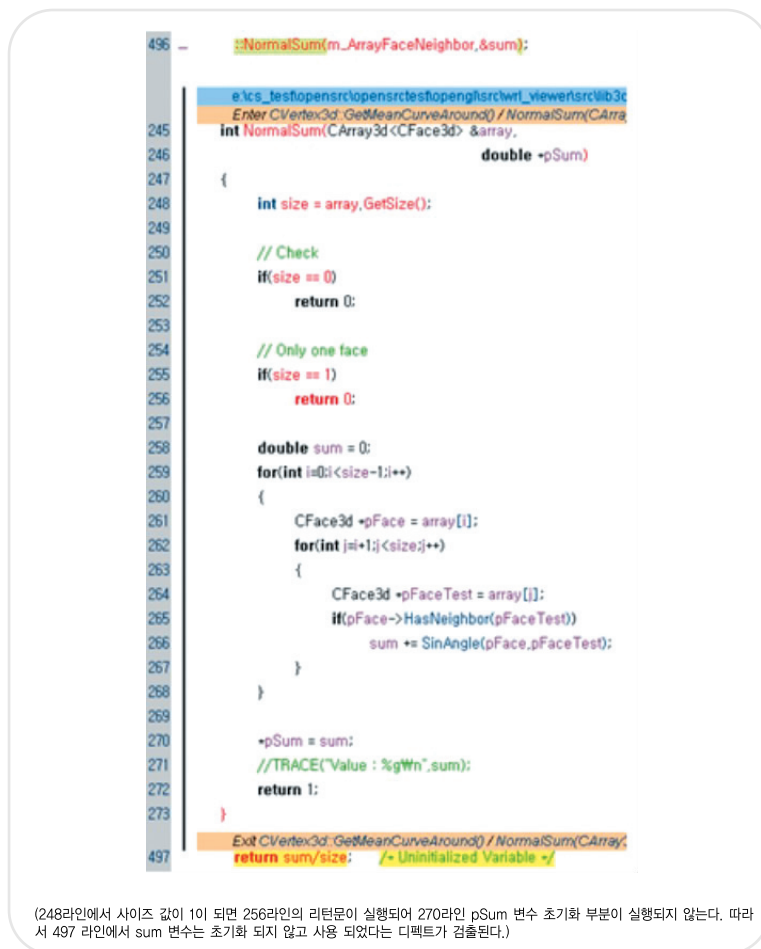 496 – ::NormalSum(m_ArrayFaceNeighbor,&sum);
e:\cs_test\opensrc\opensrctest\opengl\src\wrl_viewer\src\lib3c
Enter CVertex3d::GetMeanCurveAround() / NormalSum(CArra
245 int NormalSum(CArray3d<CFace3d> &array,
246 double *pSum)
247 {
248 int size = array.GetSize();
249
250 // Check
251 if(size == 0)
252 return 0;
253
254 // Only one face
255 if(size == 1)
256 return 0;
257
258 double sum = 0;
259 for(int i=0;i<size-1;i++)
260 {
261 CFace3d *pFace = array[i];
262 for(int j=i+1;j<size;j++)
263 {
264 CFace3d *pFaceTest = array[j];
265 if(pFace->HasNeighbor(pFaceTest))
266 sum += SinAngle(pFace,pFaceTest);
267 }
268 }
269
270 *pSum = sum;
271 //TRACE("Value : %g₩n",sum);
272 return 1;
273 }
Exit CVertex3d::GetMeanCurveAround() / NormalSum(CArray:
497 return sum/size; /* Uninitialized Variable */
(248라인에서 사이즈 값이 1이 되면 256라인의 리턴문이 실행되어 270라인 pSum 변수 초기화 부분이 실행되지 않는다. 따라
서 497 라인에서 sum 변수는 초기화 되지 않고 사용 되었다는 디펙트가 검출된다.)